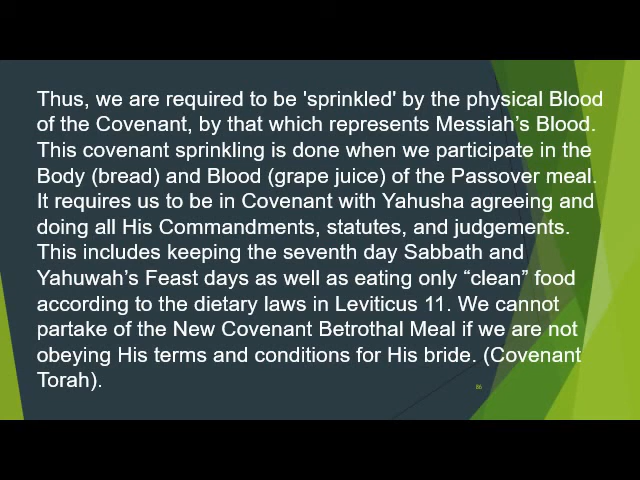 Thus, we are required to be 'sprinkled' by the physical Blood
of the Covenant, by that which represents Messiah’s Blood.
This covenant sprinkling is done when we participate in the
Body (bread) and Blood (grape juice) of the Passover meal.
It requires us to be in Covenant with Yahusha agreeing and
doing all His Commandments, statutes, and judgements.
This includes keeping the seventh day Sabbath and
Yahuwah’s Feast days as well as eating only “clean” food
according to the dietary laws in Leviticus 11. We cannot
partake of the New Covenant Betrothal Meal if we are not
obeying His terms and conditions for His bride. (Covenant
Torah).
86